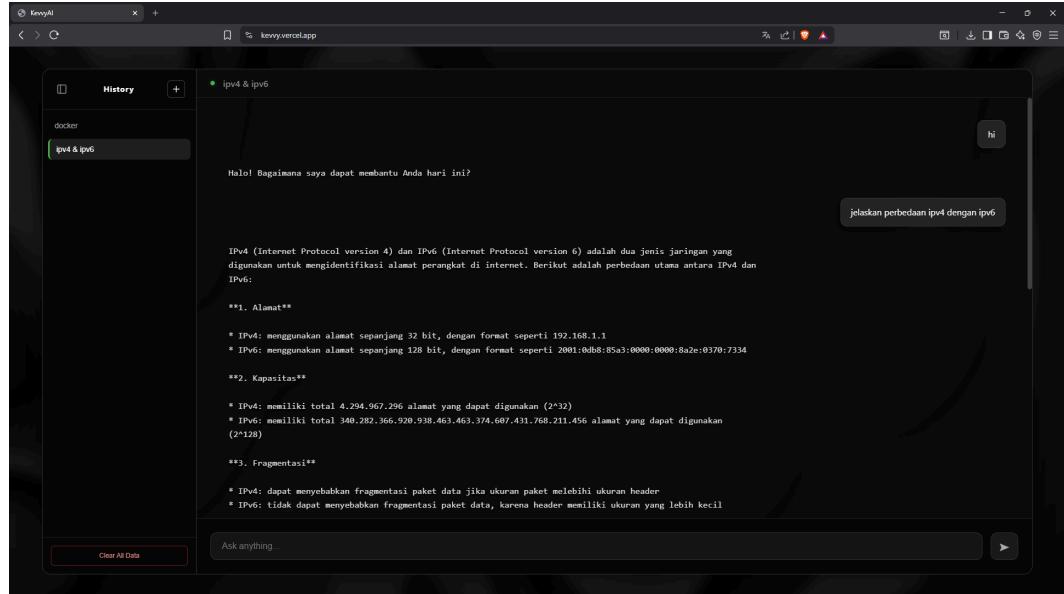 KevvyAI
kevvy.vercel.app
History
+
ipv4 & ipv6
docker
ipv4 & ipv6
hi
Halo! Bagaimana saya dapat membantu Anda hari ini?
jelaskan perbedaan ipv4 dengan ipv6
IPv4 (Internet Protocol version 4) dan IPv6 (Internet Protocol version 6) adalah dua jenis jaringan yang
digunakan untuk mengidentifikasi alamat perangkat di internet. Berikut adalah perbedaan utama antara IPv4 dan
IPv6:
**1. Alamat**
* IPv4: menggunakan alamat sepanjang 32 bit, dengan format seperti 192.168.1.1
* IPv6: menggunakan alamat sepanjang 128 bit, dengan format seperti 2001:0db8:85a3:0000:0000:8a2e:0370:7334
**2. Kapasitas**
* IPv4: memiliki total 4.294.967.296 alamat yang dapat digunakan (2^32)
* IPv6: memiliki total 340.282.366.920.938.463.463.374.607.431.768.211.456 alamat yang dapat digunakan
(2^128)
**3. Fragmentasi**
* IPv4: dapat menyebabkan fragmentasi paket data jika ukuran paket melebihi ukuran header
* IPv6: tidak dapat menyebabkan fragmentasi paket data, karena header memiliki ukuran yang lebih kecil
Clear All Data
Ask anything...